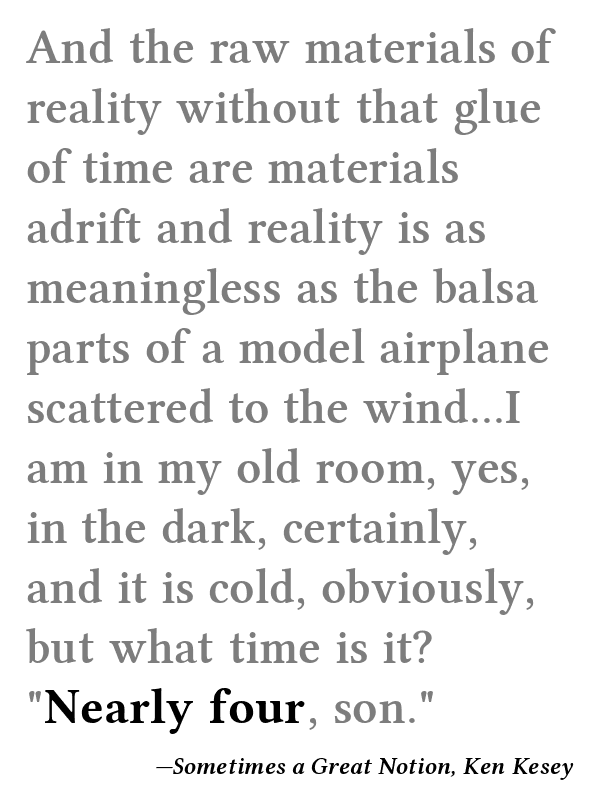 And the raw materials of
reality without that glue
of time are materials
adrift and reality is as
meaningless as the balsa
parts of a model airplane
scattered to the wind...I
am in my old room, yes,
in the dark, certainly,
and it is cold, obviously,
but what time is it?
"Nearly four, son."
—Sometimes a Great Notion, Ken Kesey